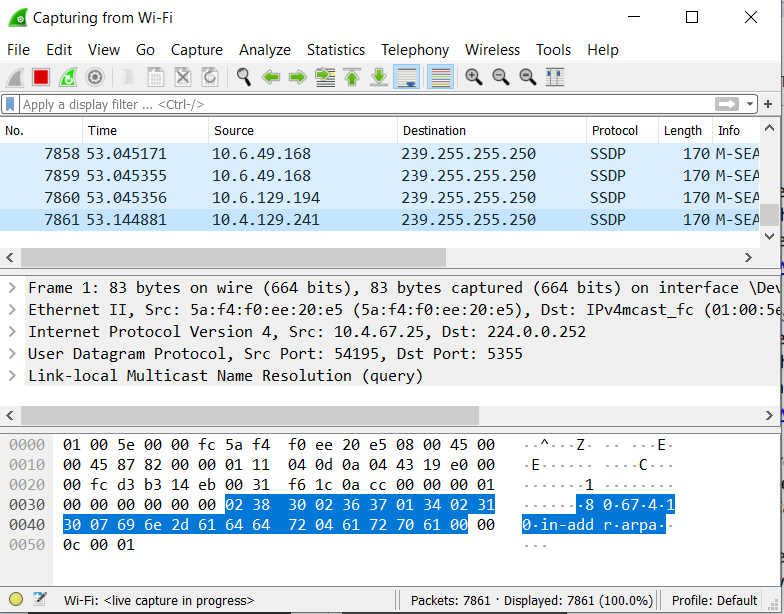 Capturing from Wi-Fi
File Edit View Go Capture Analyze Statistics Telephony Wireless Tools Help
Apply a display filter ... <Ctrl-/>
No. Time Source Destination Protocol Length Info
7858 53.045171 10.6.49.168 239.255.255.250 SSDP 170 M-SEA
7859 53.045355 10.6.49.168 239.255.255.250 SSDP 170 M-SEA
7860 53.045356 10.6.129.194 239.255.255.250 SSDP 170 M-SEA
7861 53.144881 10.4.129.241 239.255.255.250 SSDP 170 M-SEA
Frame 1: 83 bytes on wire (664 bits), 83 bytes captured (664 bits) on interface \Dev
Ethernet II, Src: 5a:f4:f0:ee:20:e5 (5a:f4:f0:ee:20:e5), Dst: IPv4mcast_fc (01:00:5e
Internet Protocol Version 4, Src: 10.4.67.25, Dst: 224.0.0.252
User Datagram Protocol, Src Port: 54195, Dst Port: 5355
Link-local Multicast Name Resolution (query)
0000 01 00 5e 00 00 fc 5a f4 f0 ee 20 e5 08 00 45 00 ··^···Z· ·· ···E·
0010 00 45 87 82 00 00 01 11 04 0d 0a 04 43 19 e0 00 ·E······ ····C···
0020 00 fc d3 b3 14 eb 00 31 f6 1c 0a cc 00 00 00 01 ·······1 ········
0030 00 00 00 00 00 00 02 38 30 02 36 37 01 34 02 31 ·······8 0·67·4·1
0040 30 07 69 6e 2d 61 64 64 72 04 61 72 70 61 00 00 0·in-add r·arpa··
0050 0c 00 01 ···
Wi-Fi: <live capture in progress> Packets: 7861 · Displayed: 7861 (100.0%) Profile: Default